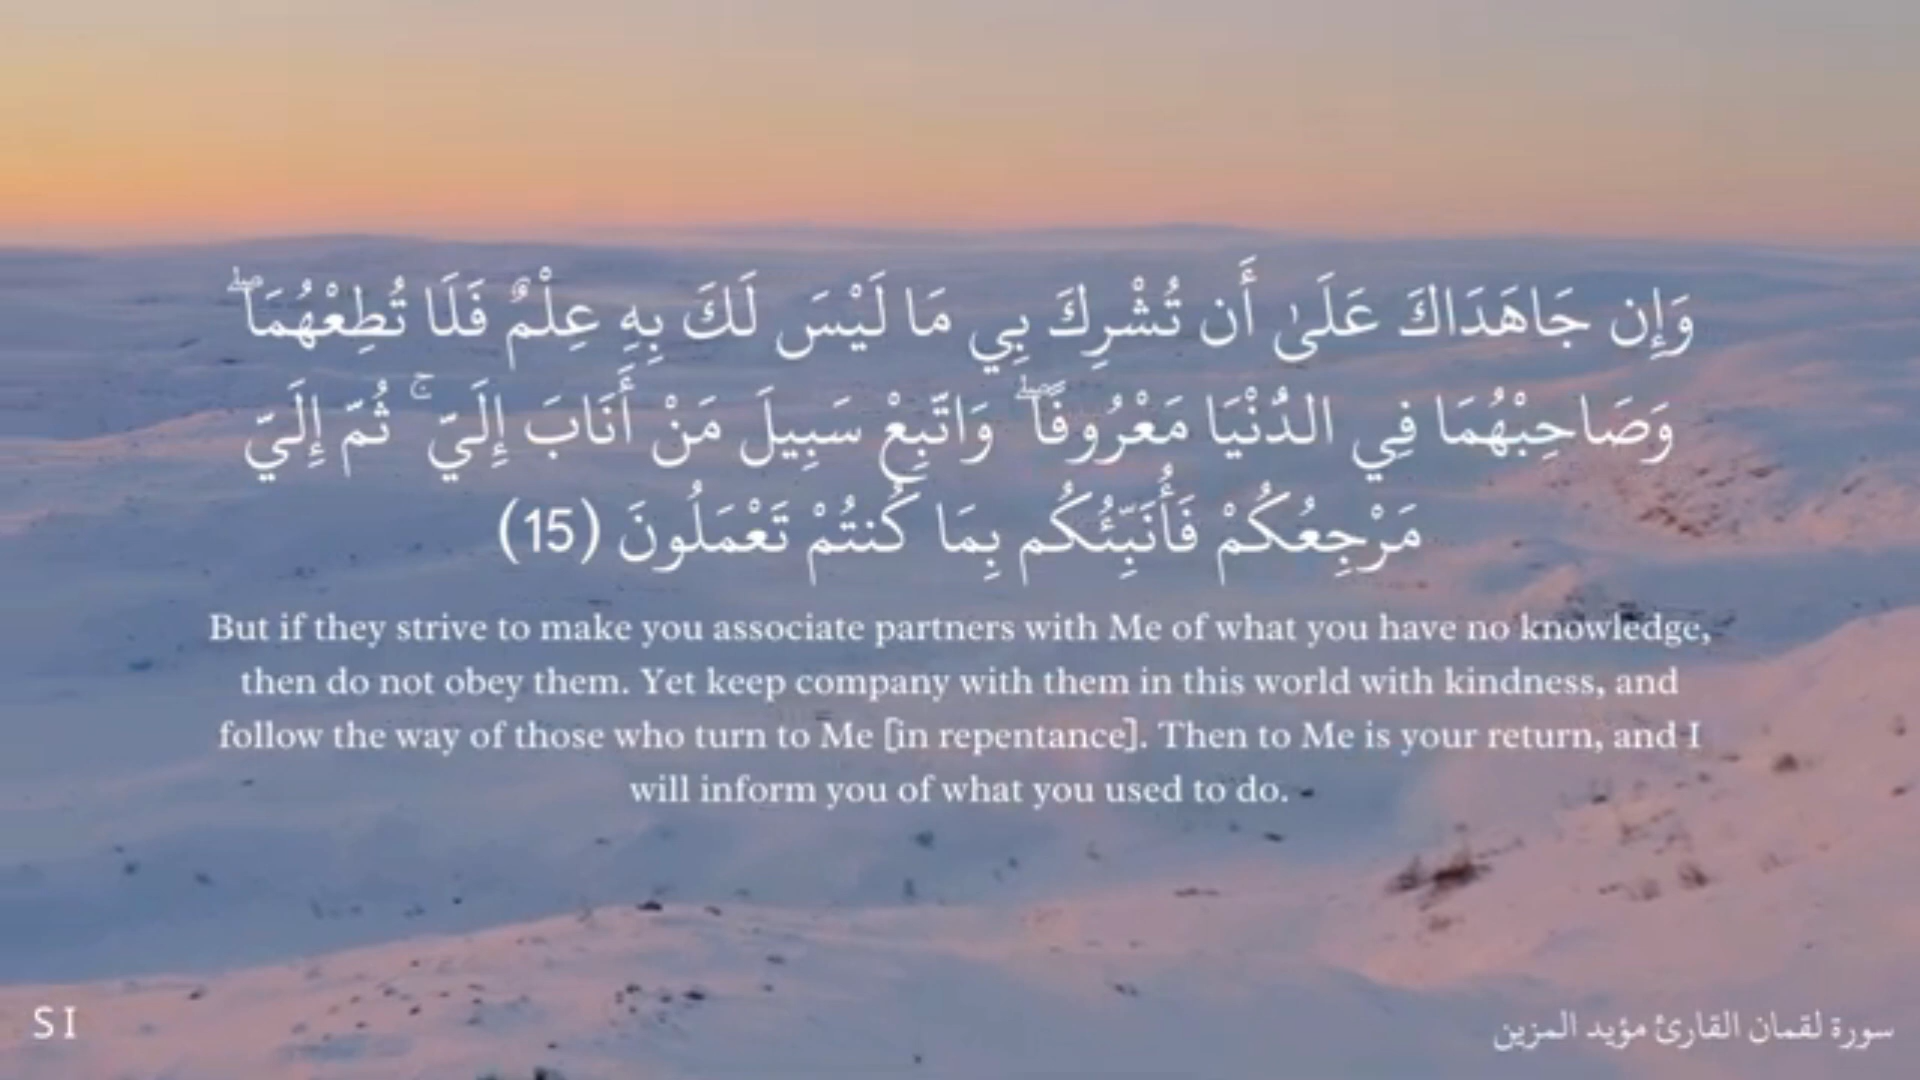 وَإِن جَاهَدَاكَ عَلَىٰ أَن تُشْرِكَ بِي مَا لَيْسَ لَكَ بِهِ عِلْمٌ فَلَا تُطِعْهُمَا ۖ
وَصَاحِبْهُمَا فِي الدُّنْيَا مَعْرُوفًا ۖ وَاتَّبِعْ سَبِيلَ مَنْ أَنَابَ إِلَيَّ ۚ ثُمَّ إِلَيَّ
مَرْجِعُكُمْ فَأُنَبِّئُكُم بِمَا كُنتُمْ تَعْمَلُونَ (15)
But if they strive to make you associate partners with Me of what you have no knowledge,
then do not obey them. Yet keep company with them in this world with kindness, and
follow the way of those who turn to Me [in repentance]. Then to Me is your return, and I
will inform you of what you used to do.
S I
سورة لقمان القارئ مؤيد المزين